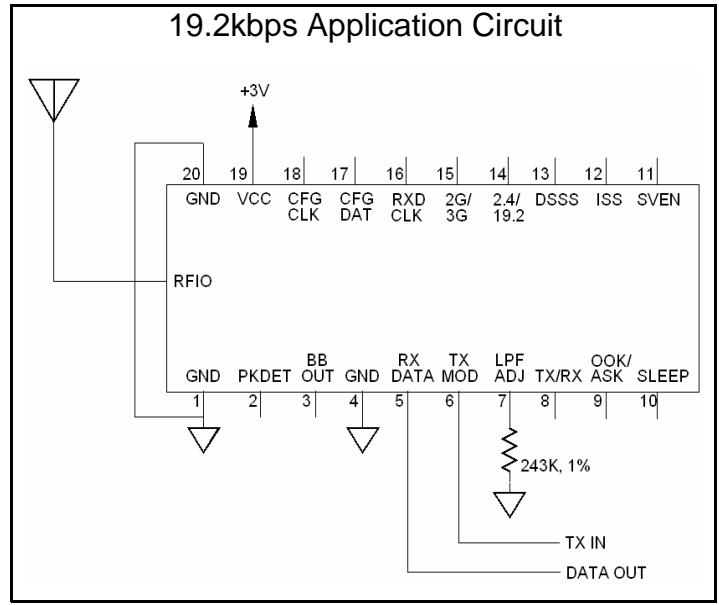 19.2kbps Application Circuit
+3V
20 19 18 17 16 15 14 13 12 11
GND VCC CFG CFG RXD 2G/ 2.4/ DSSS ISS SVEN
CLK DAT CLK 3G 19.2
RFIO
BB RX TX LPF OOK/
GND PKDET OUT GND DATA MOD ADJ TX/RX ASK SLEEP
1 2 3 4 5 6 7 8 9 10
243K, 1%
TX IN
DATA OUT